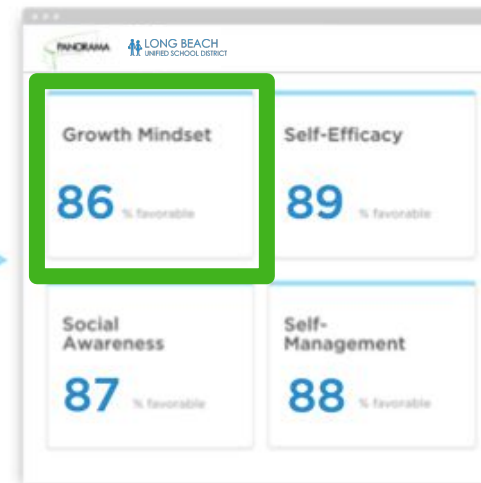 PANORAMA
LONG BEACH
UNIFIED SCHOOL DISTRICT
Growth Mindset
86 % favorable
Self-Efficacy
89 % favorable
Social
Awareness
87 % favorable
Self-
Management
88 % favorable